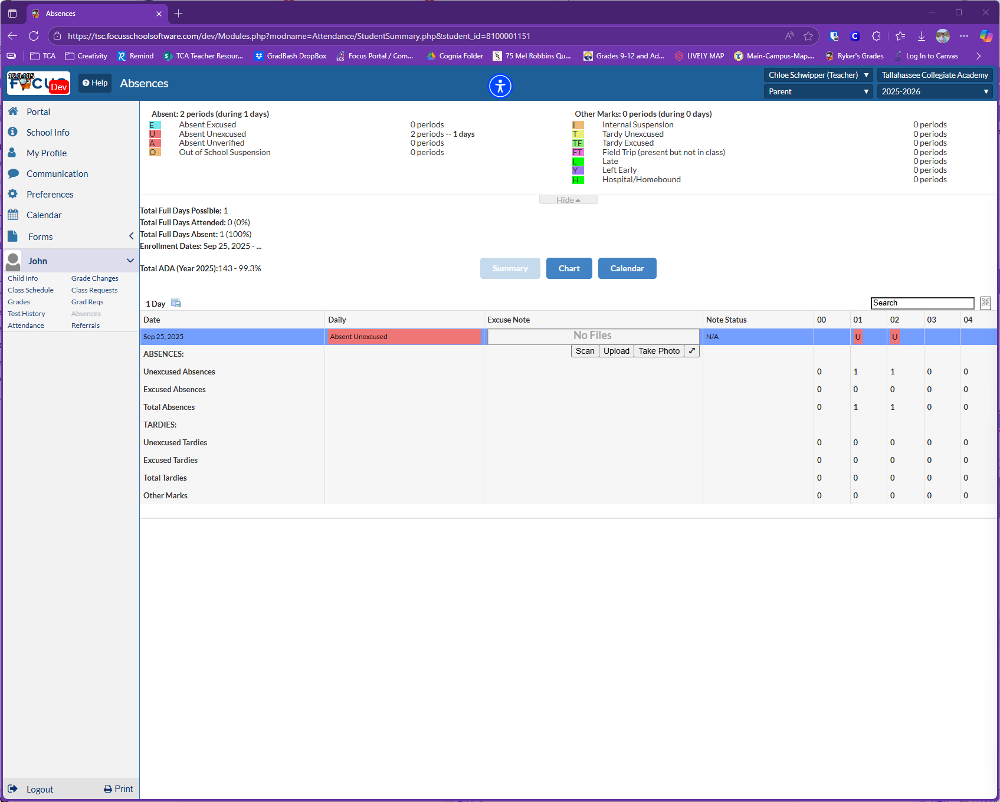 Absences
https://tsc.focusschoolsoftware.com/dev/Modules.php?modname=Attendance/StudentSummary.php&student_id=8100001151
TCA Creativity Remind TCA Teacher Resour... GradBash DropBox Focus Portal / Com... Cognia Folder 75 Mel Robbins Qu... Grades 9-12 and Ad... LIVELY MAP Main-Campus-Map.... Ryker's Grades Log In to Canvas
12.0.105
FOCUS Dev
Help
Absences
Chloe Schwipper (Teacher) Tallahassee Collegiate Academy
Parent 2025-2026
Portal
School Info
My Profile
Communication
Preferences
Calendar
Forms
John
Child Info Grade Changes
Class Schedule Class Requests
Grades Grad Reqs
Test History Absences
Attendance Referrals
Logout Print
Absent: 2 periods (during 1 days)
E Absent Excused 0 periods
U Absent Unexcused 2 periods -- 1 days
A Absent Unverified 0 periods
O Out of School Suspension 0 periods
Other Marks: 0 periods (during 0 days)
I Internal Suspension 0 periods
T Tardy Unexcused 0 periods
TE Tardy Excused 0 periods
FT Field Trip (present but not in class) 0 periods
L Late 0 periods
Y Left Early 0 periods
H Hospital/Homebound 0 periods
Hide
Total Full Days Possible: 1
Total Full Days Attended: 0 (0%)
Total Full Days Absent: 1 (100%)
Enrollment Dates: Sep 25, 2025 - ...
Total ADA (Year 2025):143 - 99.3%
Summary Chart Calendar
1 Day
Search
Date Daily Excuse Note Note Status 00 01 02 03 04
Sep 25, 2025 Absent Unexcused No Files N/A U U
Scan Upload Take Photo
ABSENCES:
Unexcused Absences 0 1 1 0 0
Excused Absences 0 0 0 0 0
Total Absences 0 1 1 0 0
TARDIES:
Unexcused Tardies 0 0 0 0 0
Excused Tardies 0 0 0 0 0
Total Tardies 0 0 0 0 0
Other Marks 0 0 0 0 0